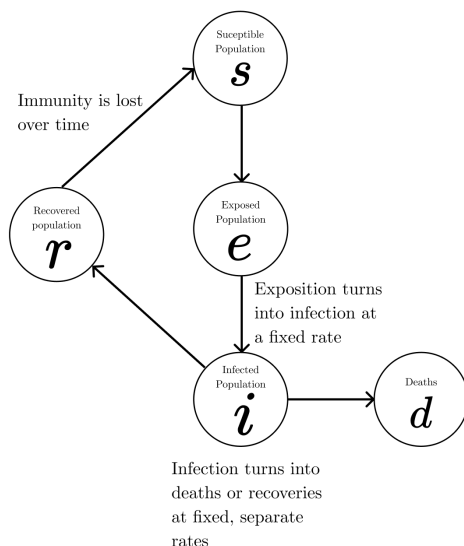 Suceptible
Population
s
Immunity is lost
over time
Recovered
population
r
Exposed
Population
e
Exposition turns
into infection at
a fixed rate
Infected
Population
i
Deaths
d
Infection turns into
deaths or recoveries
at fixed, separate
rates